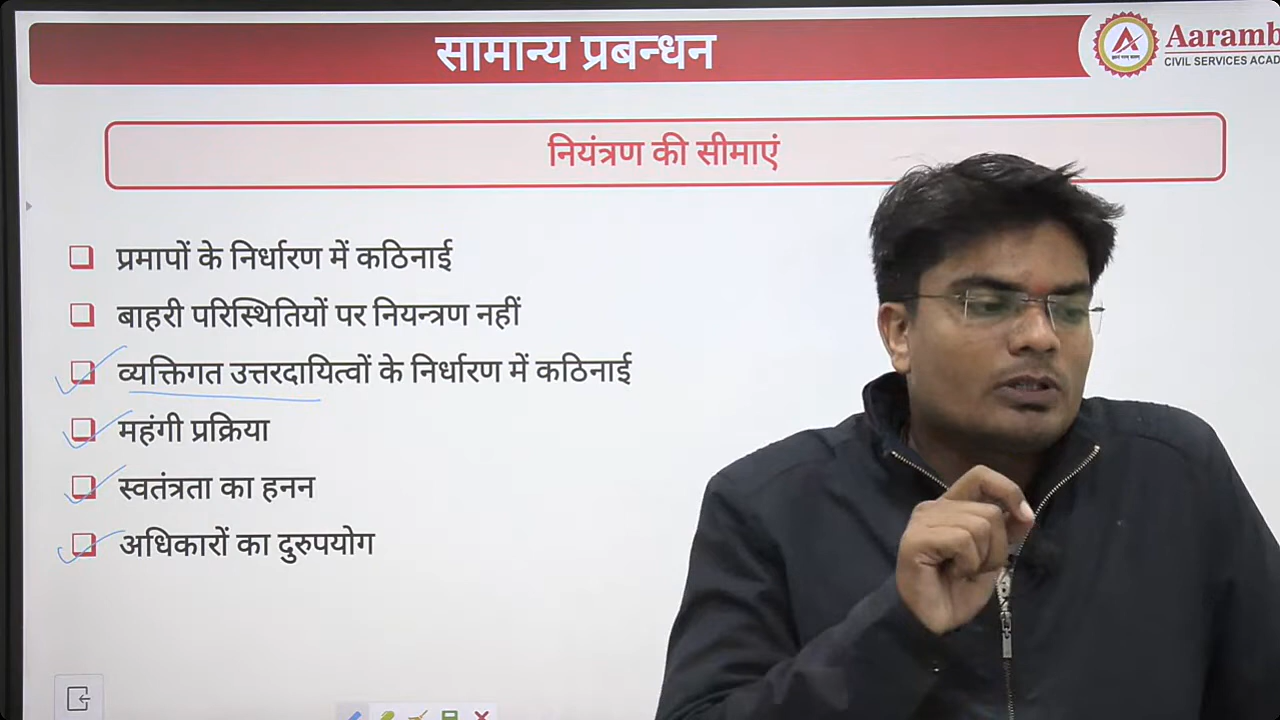 सामान्य प्रबन्धन
Aaramb
CIVIL SERVICES ACAD
नियंत्रण की सीमाएं
प्रमापों के निर्धारण में कठिनाई
बाहरी परिस्थितियों पर नियन्त्रण नहीं
व्यक्तिगत उत्तरदायित्वों के निर्धारण में कठिनाई
महंगी प्रक्रिया
स्वतंत्रता का हनन
अधिकारों का दुरुपयोग